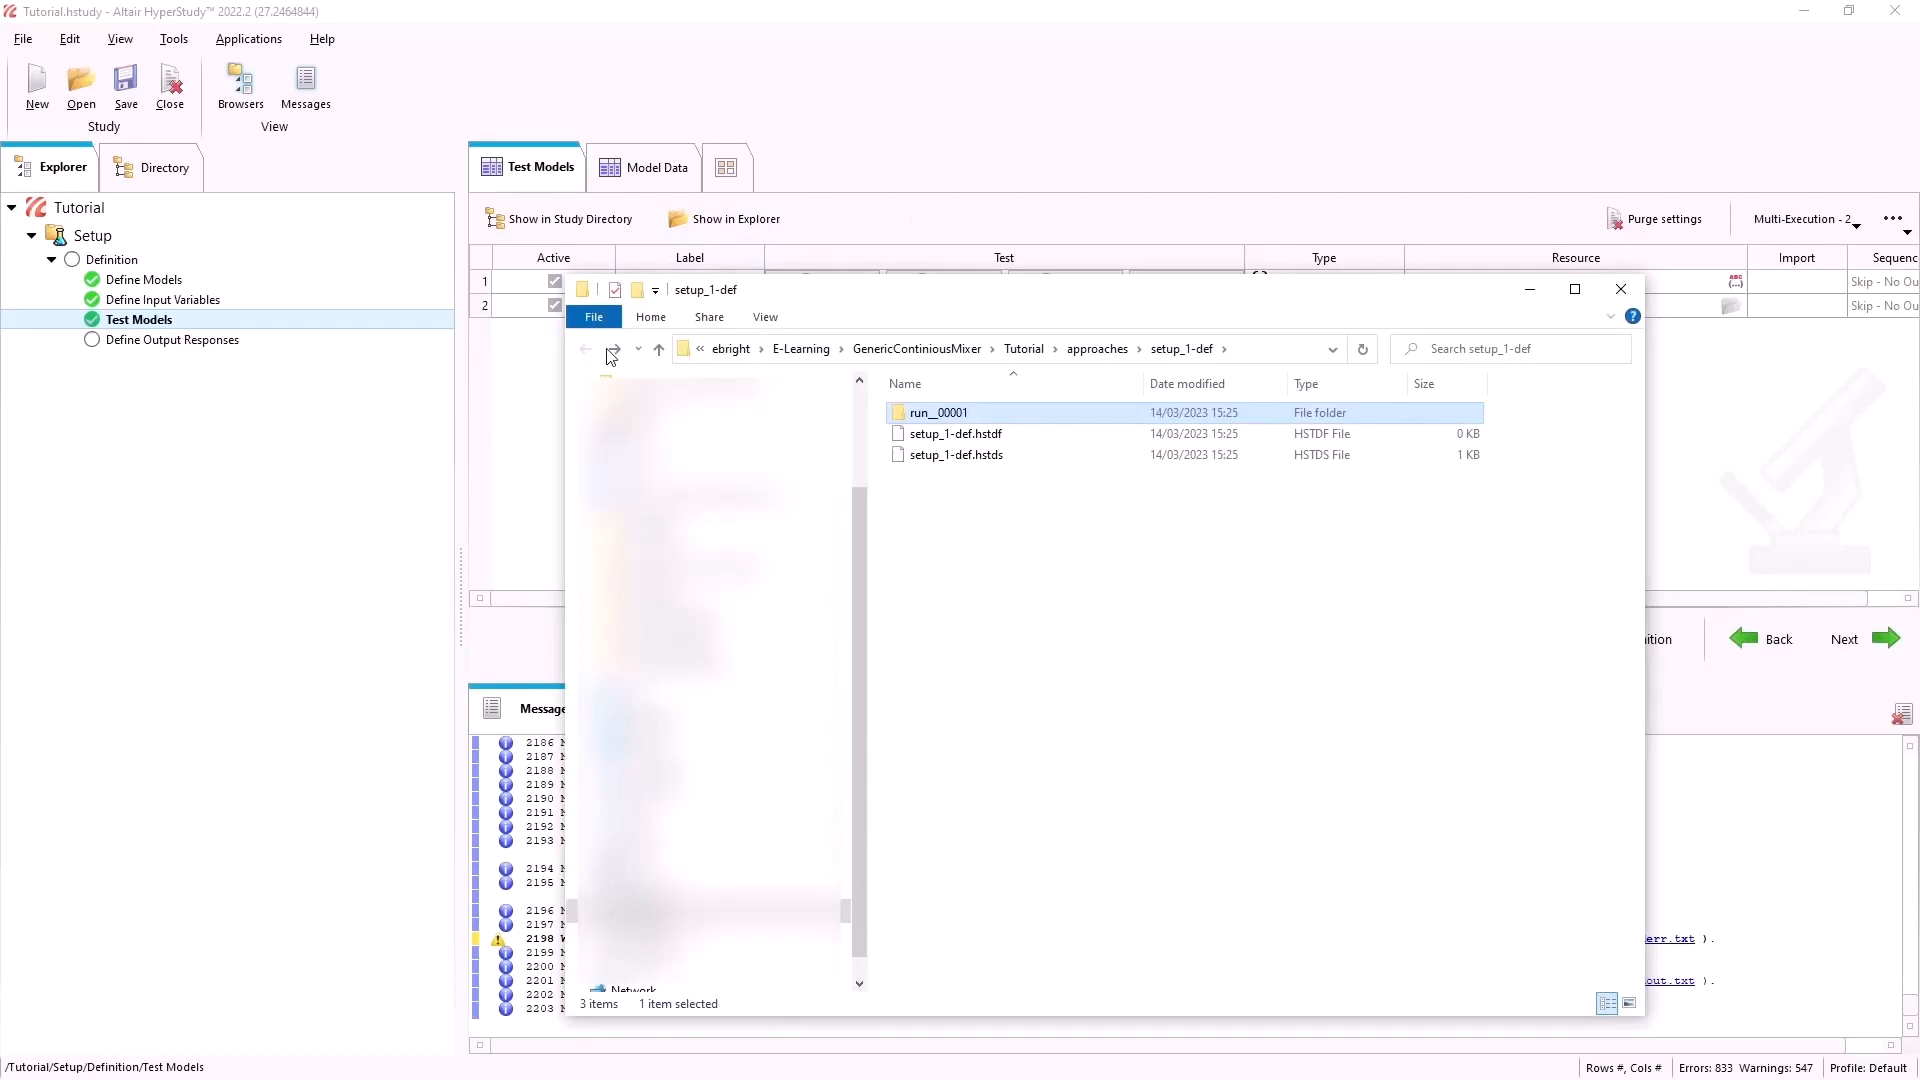 Tutorial.hstudy - Altair HyperStudy™ 2022.2 (27.2464844)
File Edit View Tools Applications Help
New Open Save Close Browsers Messages
Study View
Explorer Directory
Tutorial
Setup
Definition
Define Models
Define Input Variables
Test Models
Define Output Responses
Test Models Model Data
Show in Study Directory Show in Explorer Purge settings Multi-Execution - 2
Active Label Test Type Resource Import Sequenc
1 Skip - No Ou
2 Skip - No Ou
setup_1-def
File Home Share View
« ebright › E-Learning › GenericContiniousMixer › Tutorial › approaches › setup_1-def › Search setup_1-def
Name Date modified Type Size
run__00001 14/03/2023 15:25 File folder
setup_1-def.hstdf 14/03/2023 15:25 HSTDF File 0 KB
setup_1-def.hstds 14/03/2023 15:25 HSTDS File 1 KB
Network
3 items 1 item selected
ition Back Next
Message
2186
2187
2188
2189
2190
2191
2192
2193
2194
2195
2196
2197
2198 err.txt ).
2199
2200
2201 out.txt ).
2202
2203
/Tutorial/Setup/Definition/Test Models Rows #, Cols # Errors: 833 Warnings: 547 Profile: Default